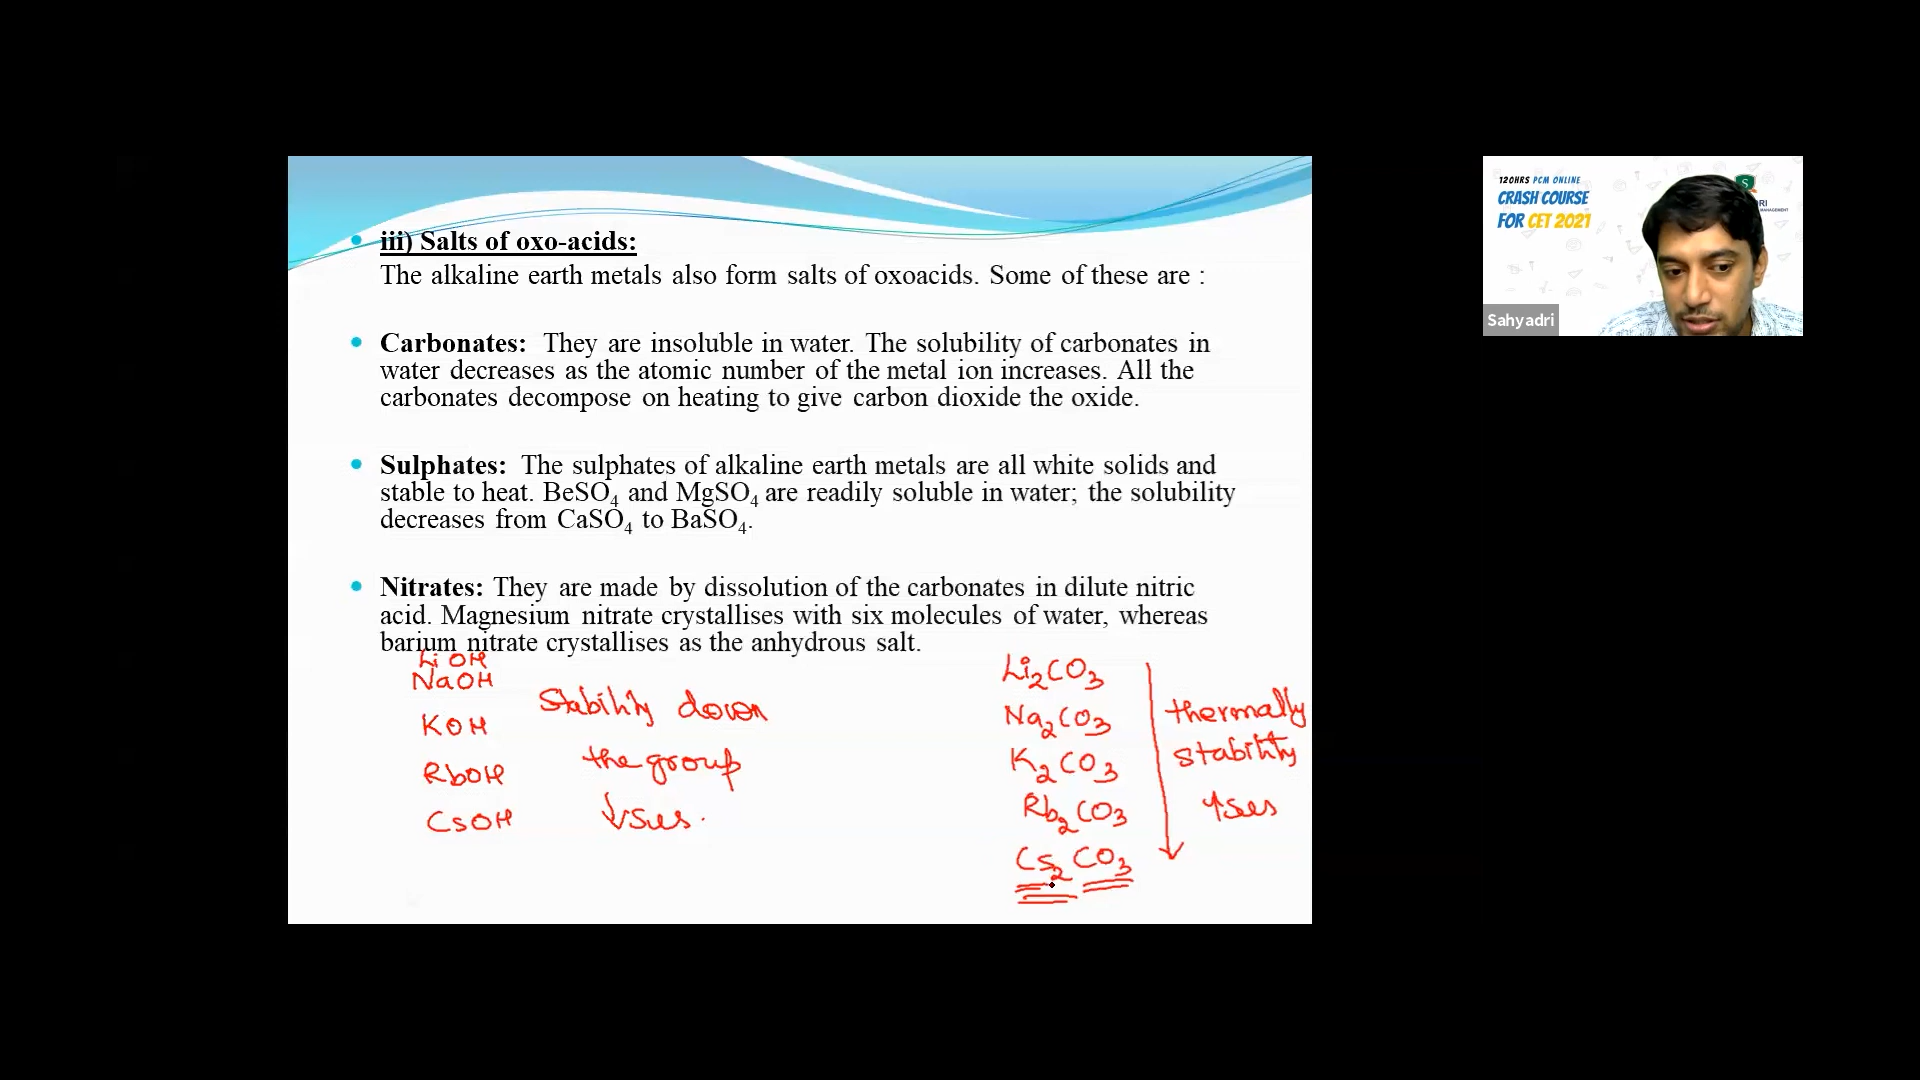 iii) Salts of oxo-acids:
The alkaline earth metals also form salts of oxoacids. Some of these are :
Carbonates: They are insoluble in water. The solubility of carbonates in
water decreases as the atomic number of the metal ion increases. All the
carbonates decompose on heating to give carbon dioxide the oxide.
Sulphates: The sulphates of alkaline earth metals are all white solids and
stable to heat. BeSO₄ and MgSO₄ are readily soluble in water; the solubility
decreases from CaSO₄ to BaSO₄.
Nitrates: They are made by dissolution of the carbonates in dilute nitric
acid. Magnesium nitrate crystallises with six molecules of water, whereas
barium nitrate crystallises as the anhydrous salt.
LiOH
NaOH
KOH
RbOH
CsOH
Stability down
the group
↓ses.
Li₂CO₃
Na₂CO₃
K₂CO₃
Rb₂CO₃
Cs₂CO₃
thermally
stability
↑ses
120HRS PCM ONLINE
CRASH COURSE
FOR CET 2021
S
RI
MANAGEMENT
Sahyadri